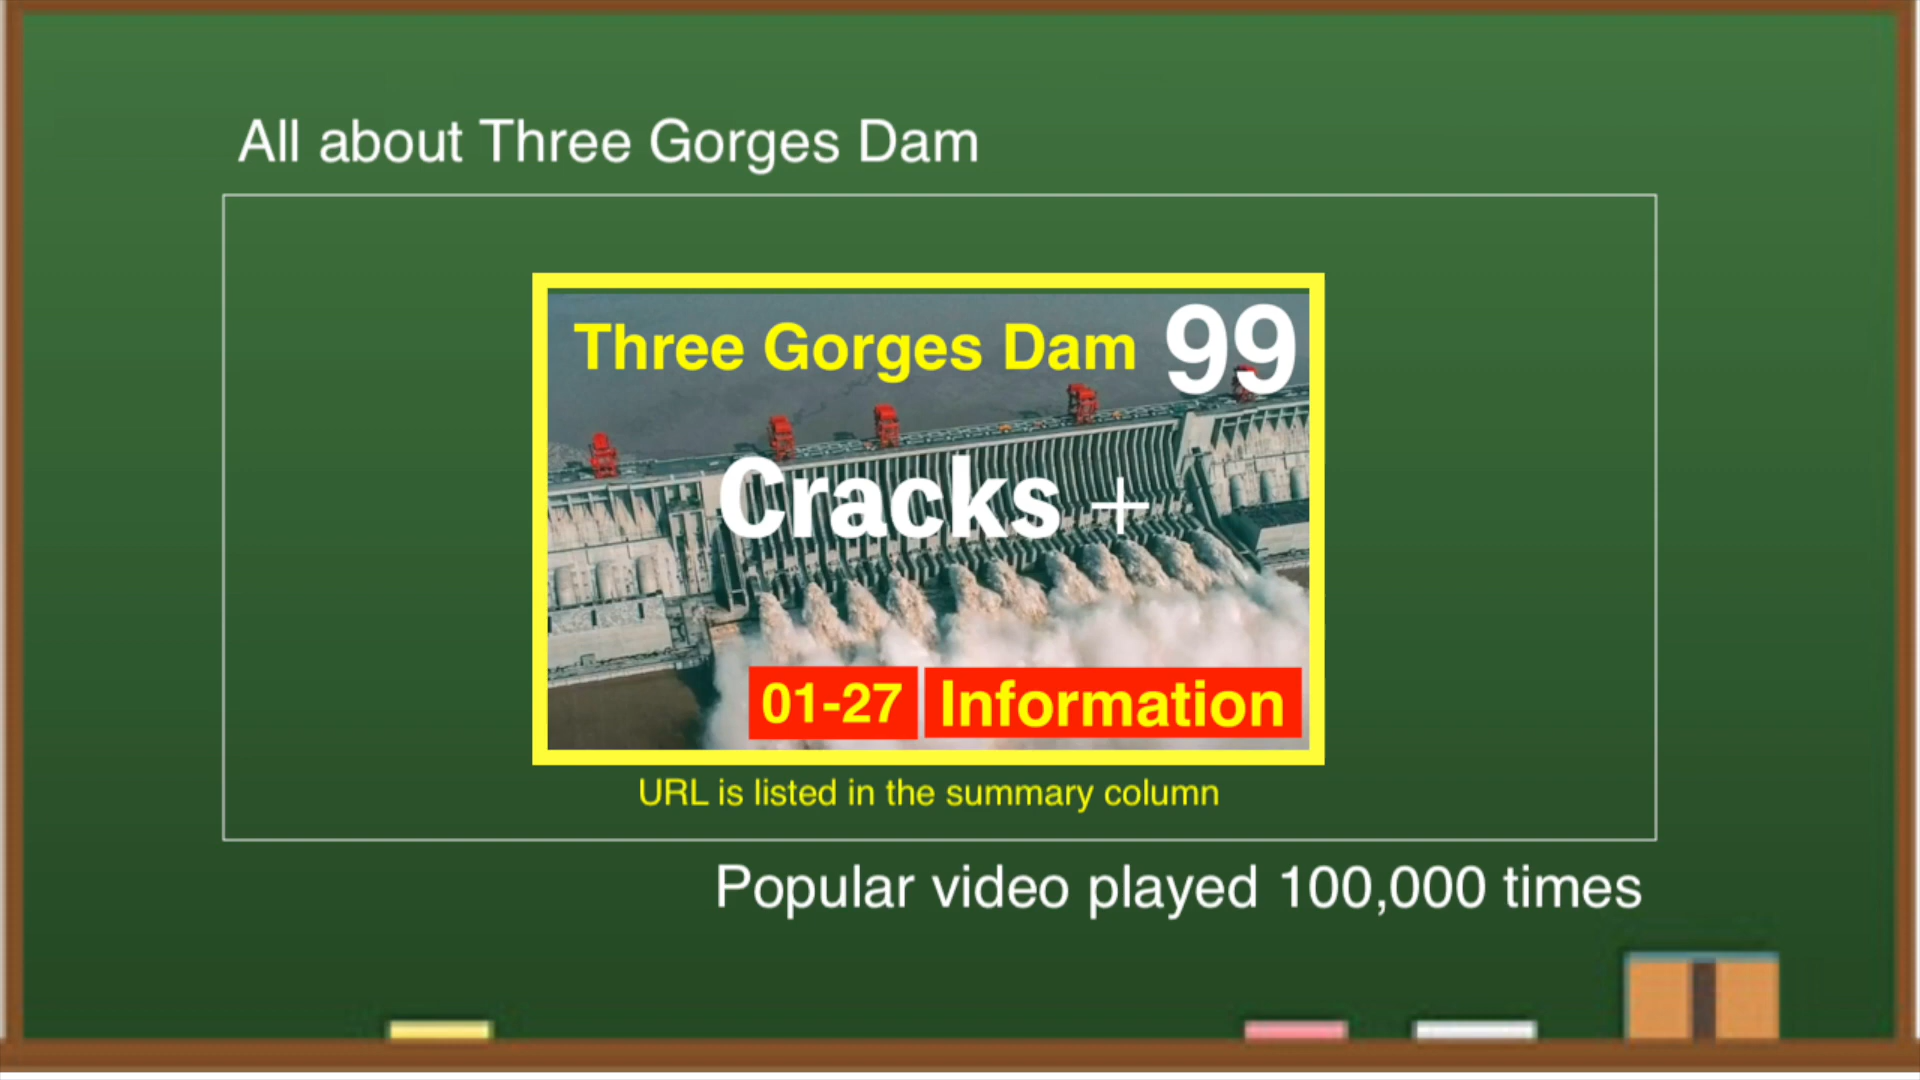 All about Three Gorges Dam
Three Gorges Dam 99
Cracks +
01-27 Information
URL is listed in the summary column
Popular video played 100,000 times